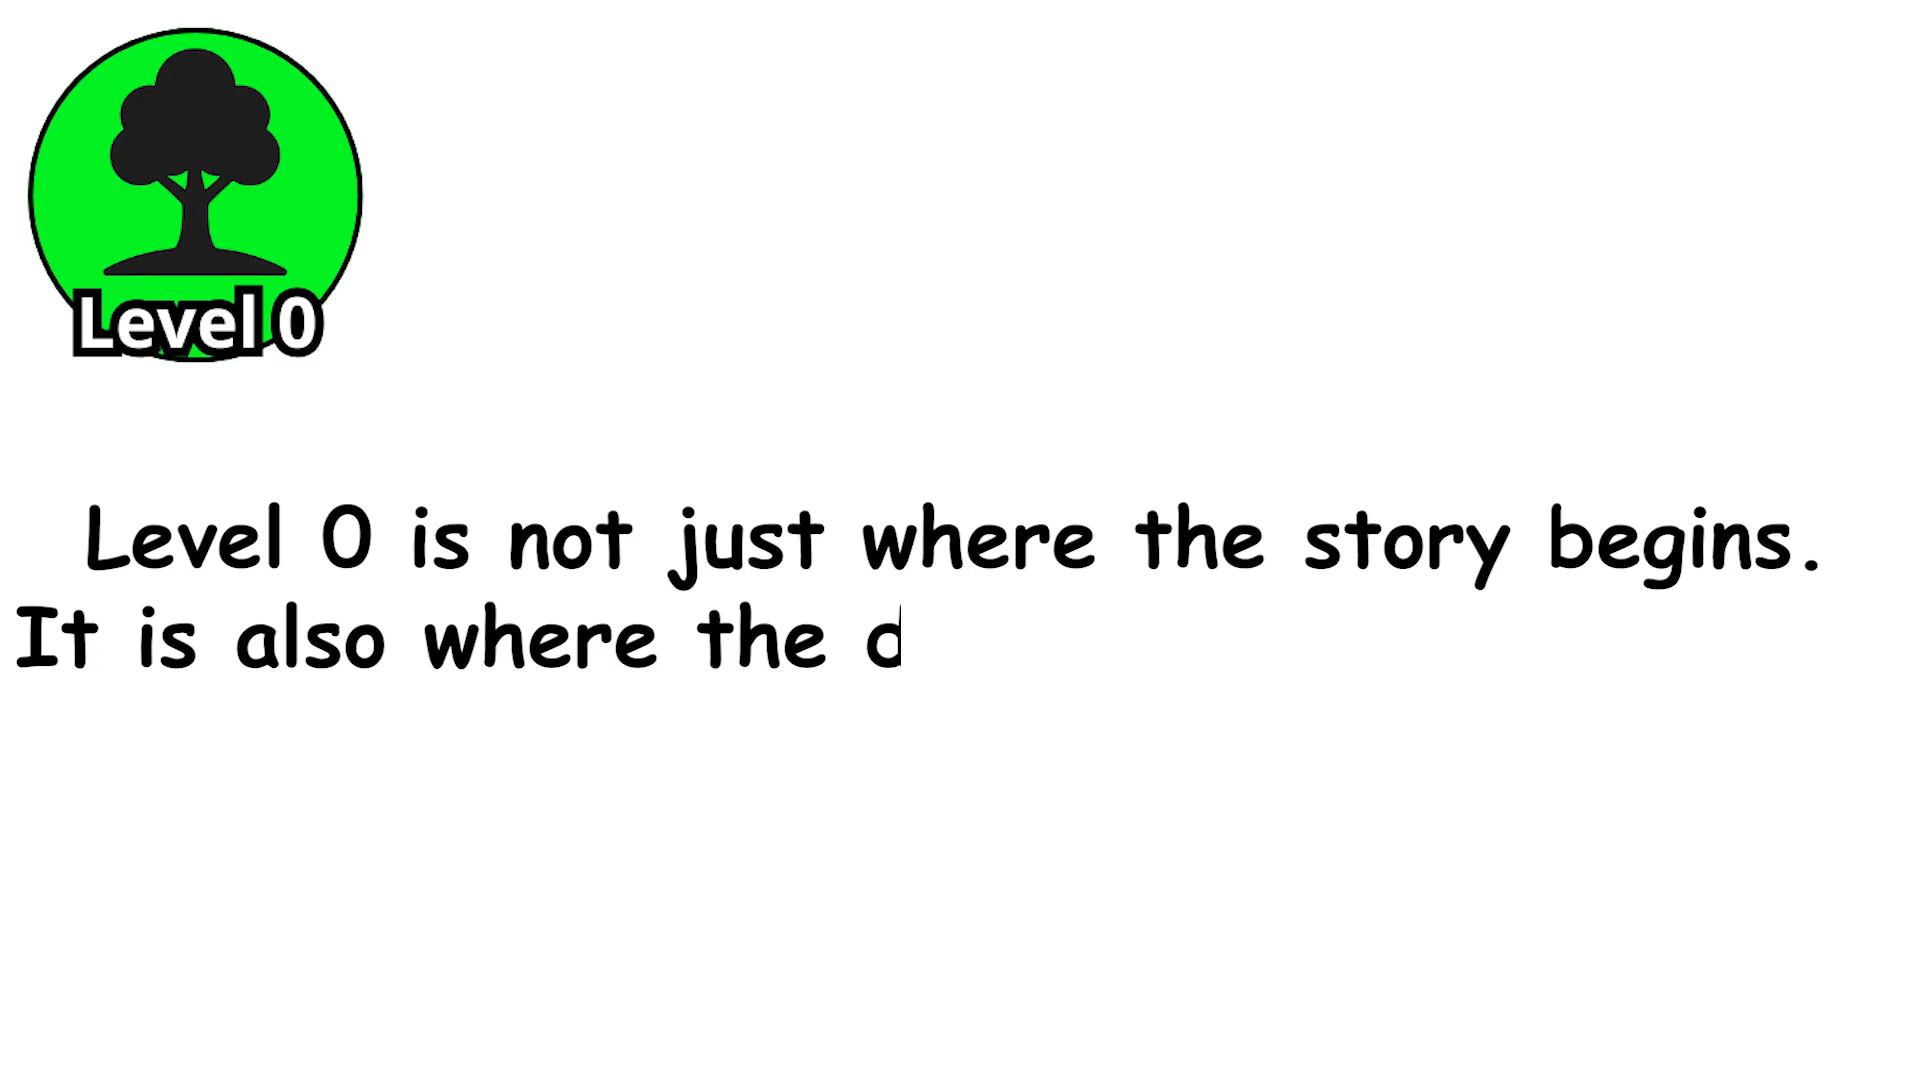 Level 0
Level 0 is not just where the story begins.
It is also where the